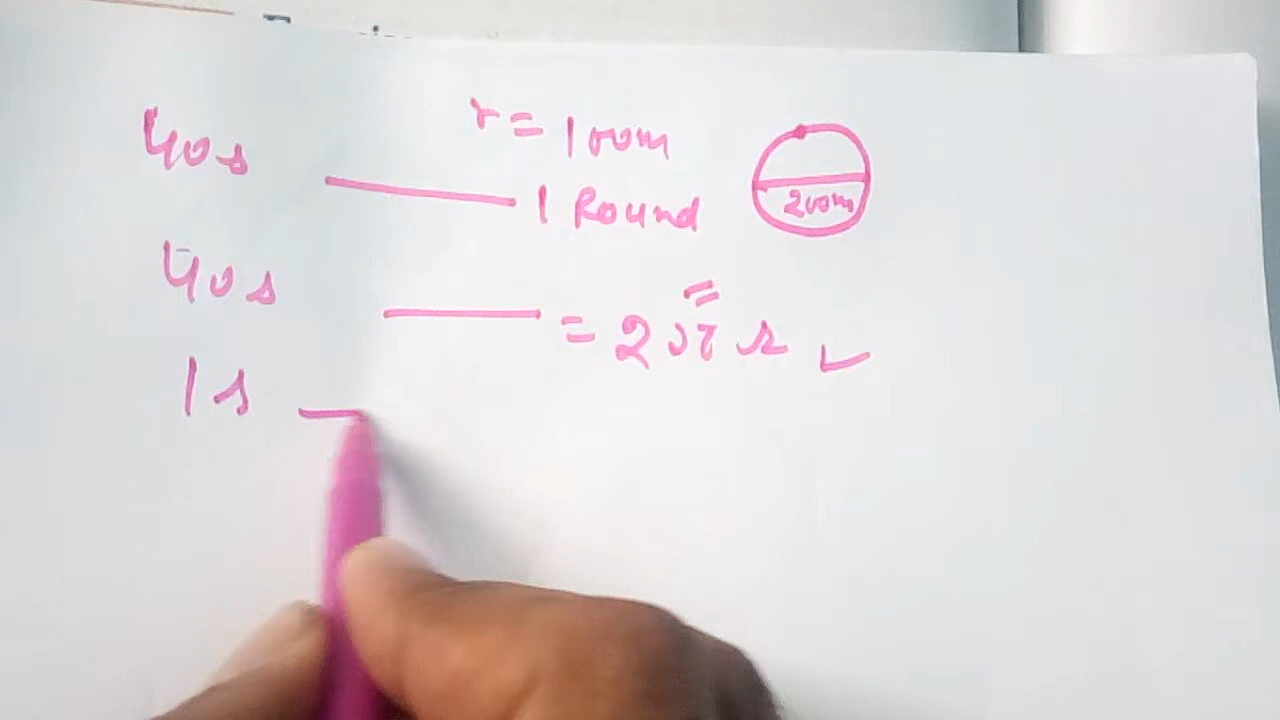 r = 100m
40s — 1 Round
200m
40s — = 2πr ✓
1s —